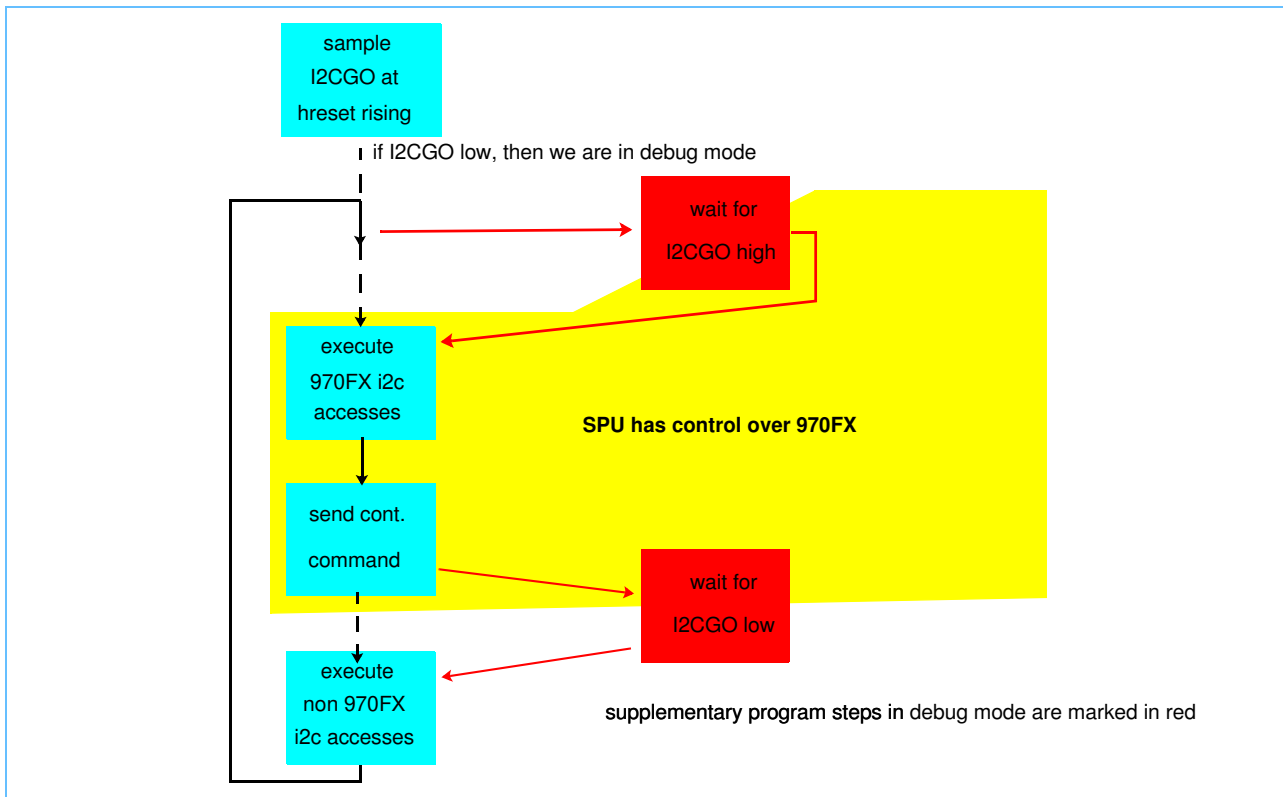 sample
I2CGO at
hreset rising
if I2CGO low, then we are in debug mode
wait for
I2CGO high
execute
970FX i2c
accesses
SPU has control over 970FX
send cont.
command
wait for
I2CGO low
execute
non 970FX
i2c accesses
supplementary program steps in debug mode are marked in red